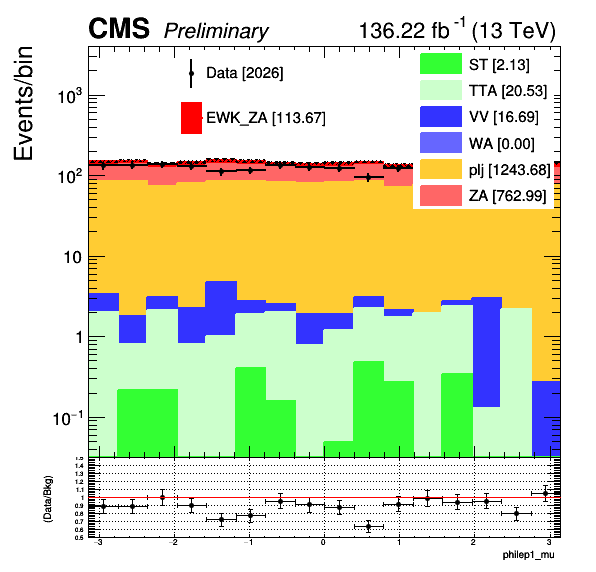 CMS Preliminary 136.22 fb⁻¹ (13 TeV)
Events/bin
Data [2026]
EWK_ZA [113.67]
ST [2.13]
TTA [20.53]
VV [16.69]
WA [0.00]
plj [1243.68]
ZA [762.99]
10³
10²
10
1
10⁻¹
(Data/Bkg)
1.4
1.3
1.2
1.1
1
0.9
0.8
0.7
0.6
0.5
−3 −2 −1 0 1 2 3
philep1_mu